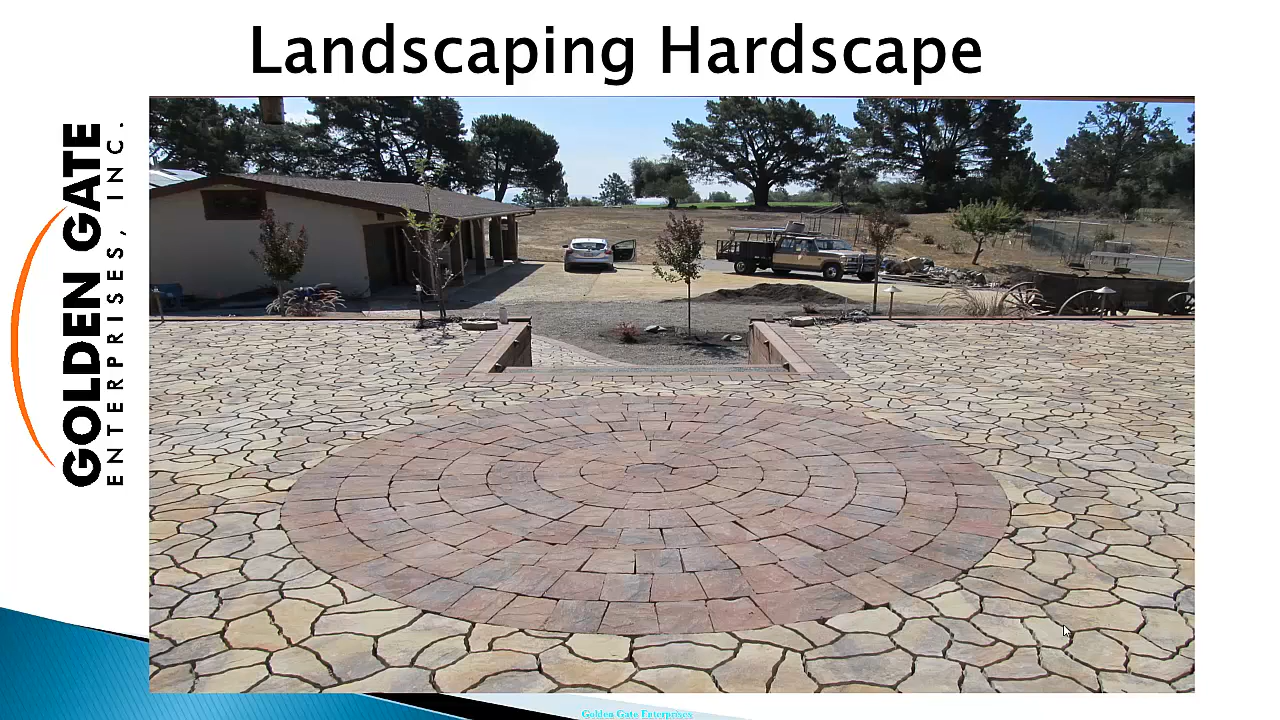 Landscaping Hardscape
GOLDEN GATE
ENTERPRISES, INC.
Golden Gate Enterprises